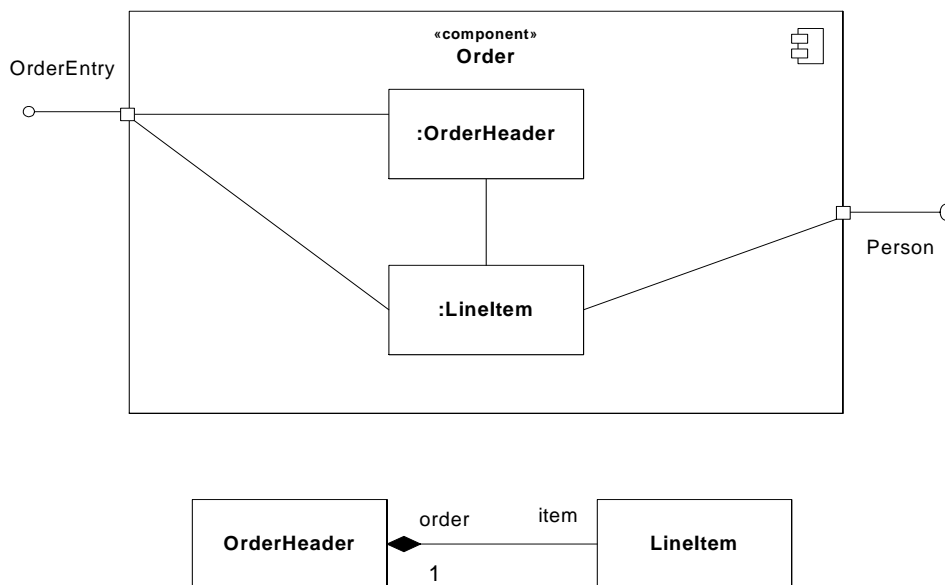 «component»
Order
OrderEntry
:OrderHeader
Person
:LineItem
order
item
OrderHeader
LineItem
1